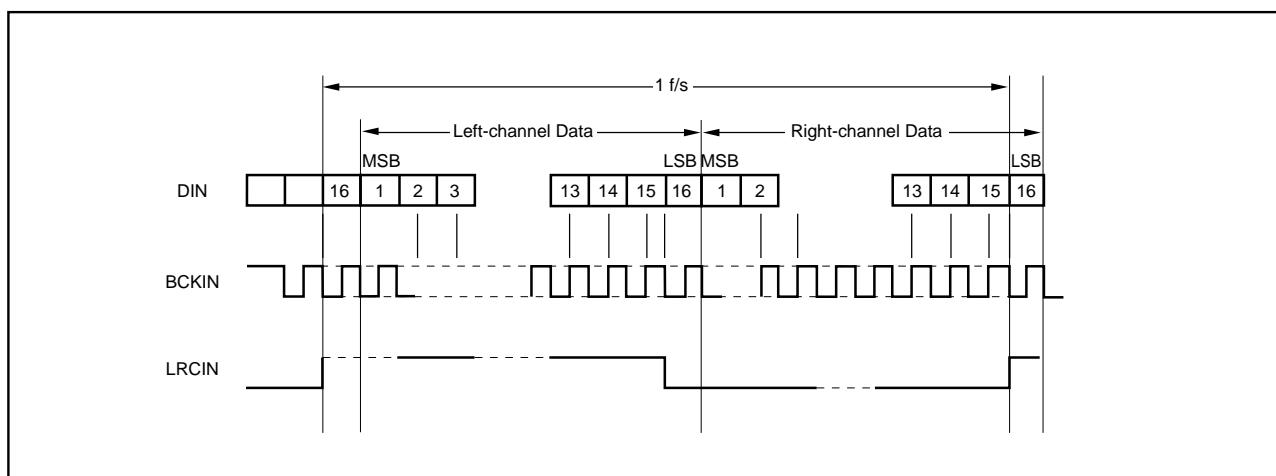 1 f/s
Left-channel Data Right-channel Data
MSB LSB MSB LSB
DIN 16 1 2 3 13 14 15 16 1 2 13 14 15 16
BCKIN
LRCIN